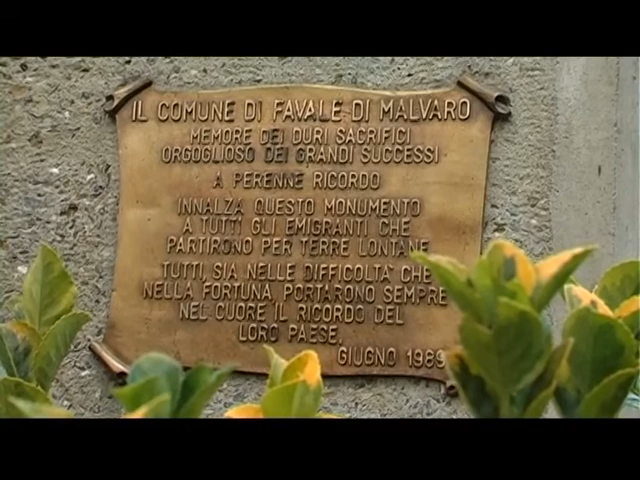 IL COMUNE DI FAVALE DI MALVARO
MEMORE DEI DURI SACRIFICI
ORGOGLIOSO DEI GRANDI SUCCESSI
A PERENNE RICORDO
INNALZA QUESTO MONUMENTO
A TUTTI GLI EMIGRANTI CHE
PARTIRONO PER TERRE LONTANE
TUTTI, SIA NELLE DIFFICOLTA' CHE
NELLA FORTUNA PORTARONO SEMPRE
NEL CUORE IL RICORDO DEL
LORO PAESE.
GIUGNO 1989